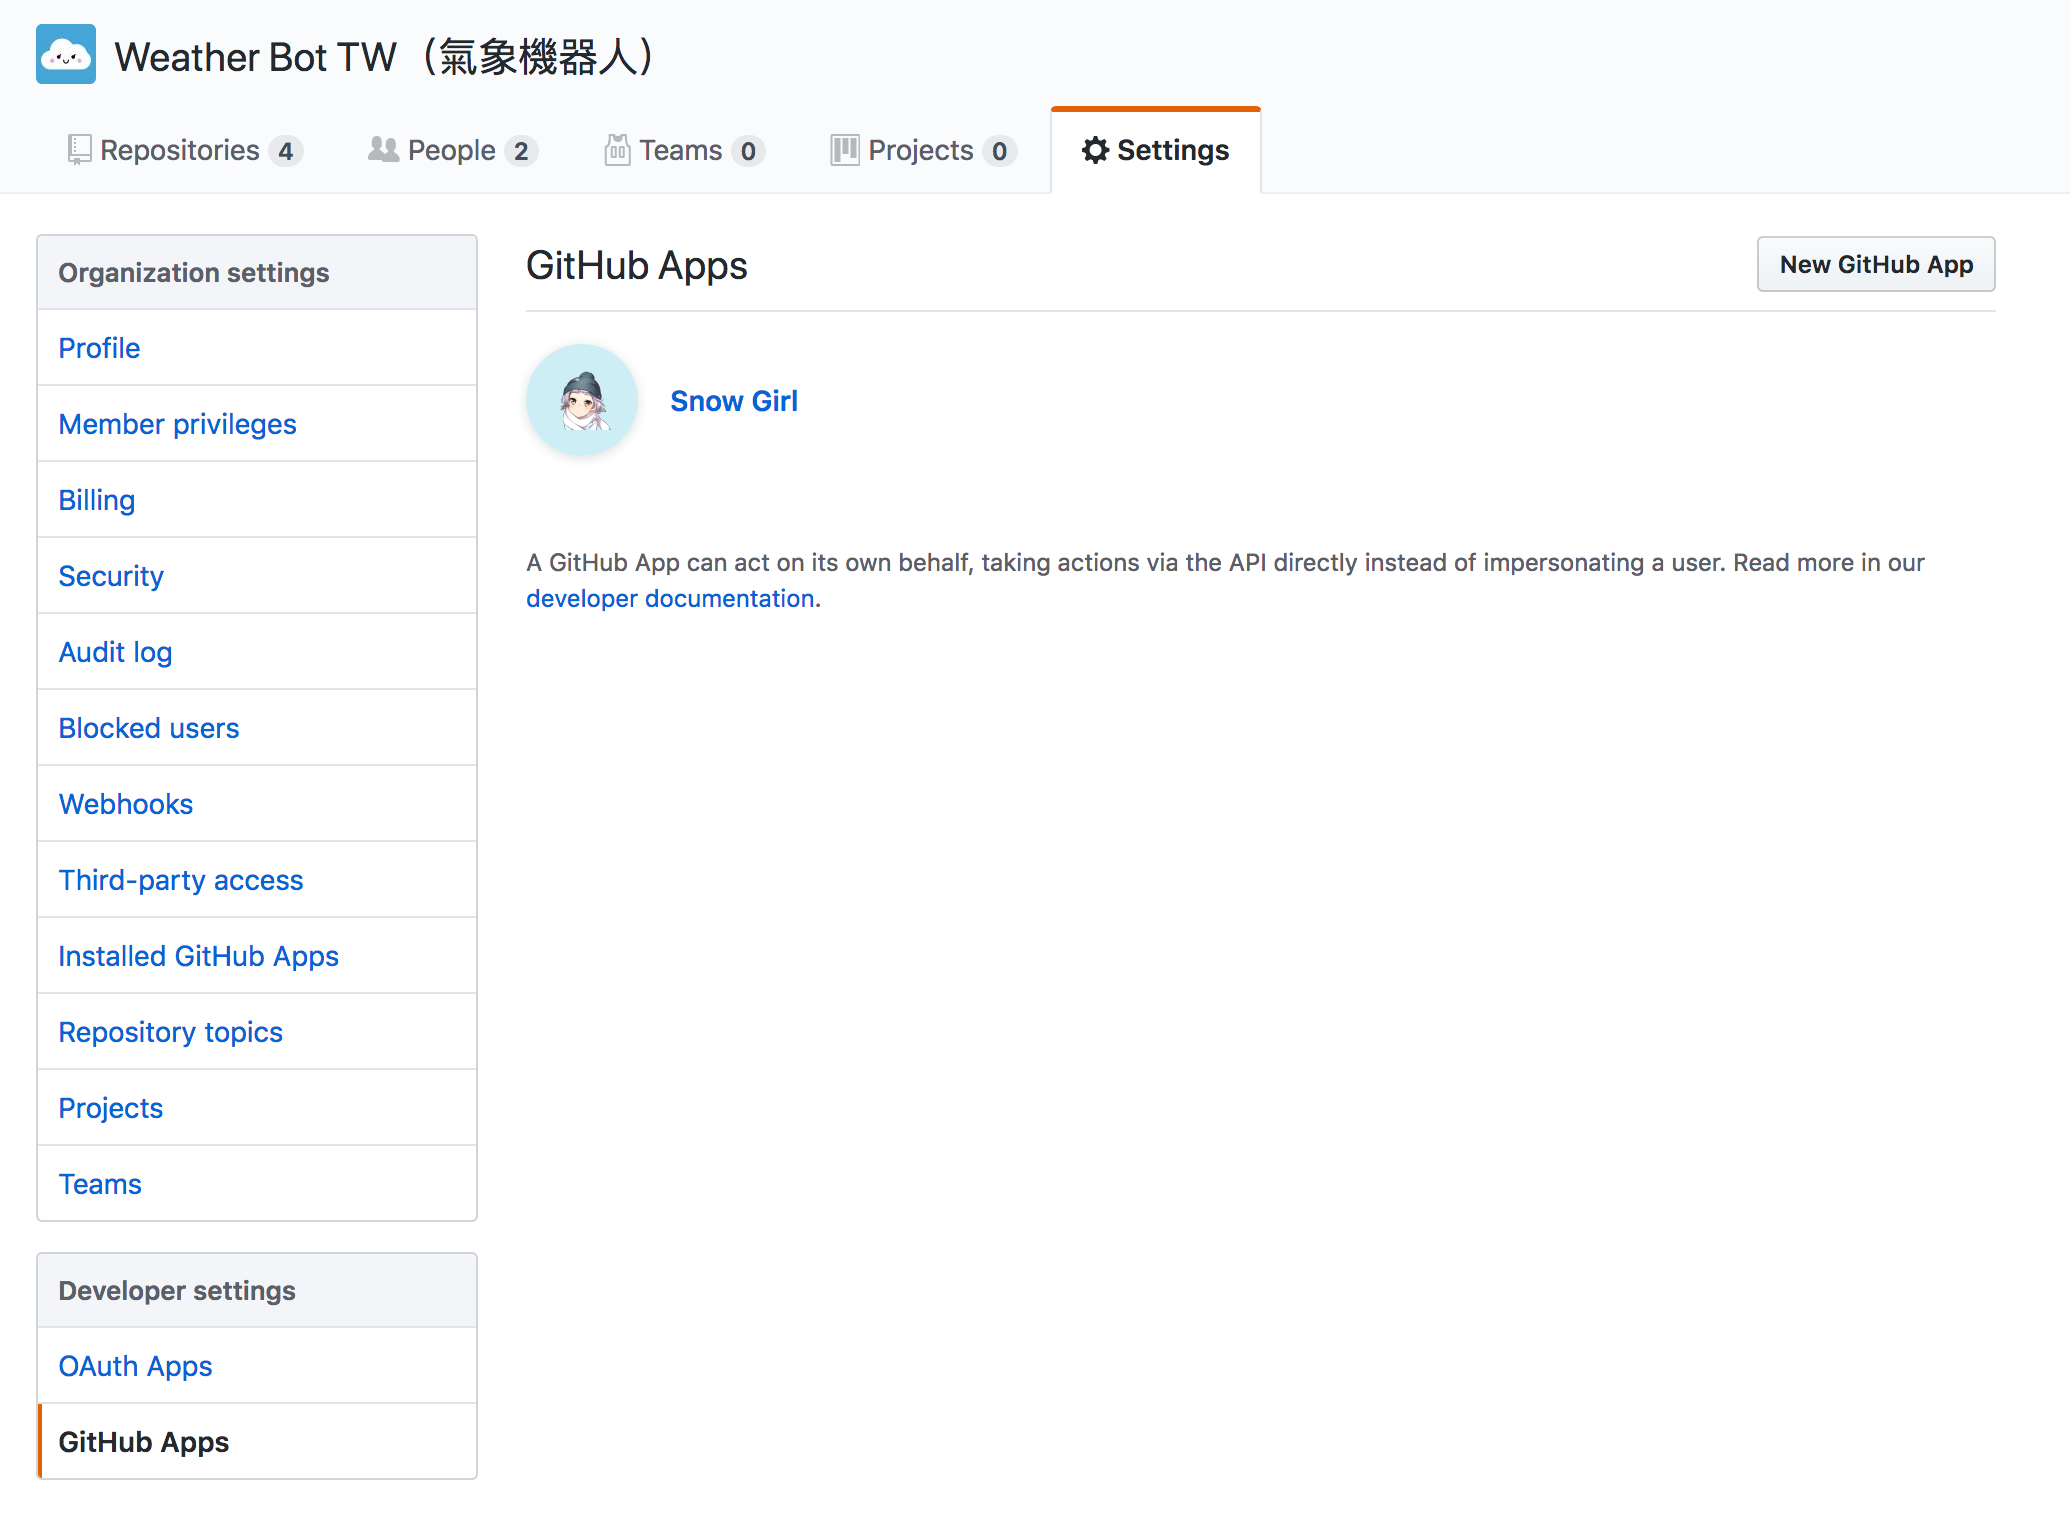 Weather Bot TW（氣象機器人）
Repositories 4 People 2 Teams 0 Projects 0 Settings
Organization settings
Profile
Member privileges
Billing
Security
Audit log
Blocked users
Webhooks
Third-party access
Installed GitHub Apps
Repository topics
Projects
Teams
Developer settings
OAuth Apps
GitHub Apps
GitHub Apps
New GitHub App
Snow Girl
A GitHub App can act on its own behalf, taking actions via the API directly instead of impersonating a user. Read more in our
developer documentation.